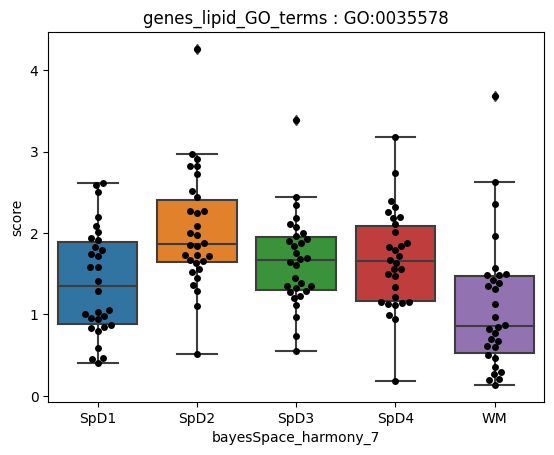 genes_lipid_GO_terms : GO:0035578
score
4
3
2
1
0
SpD1 SpD2 SpD3 SpD4 WM
bayesSpace_harmony_7